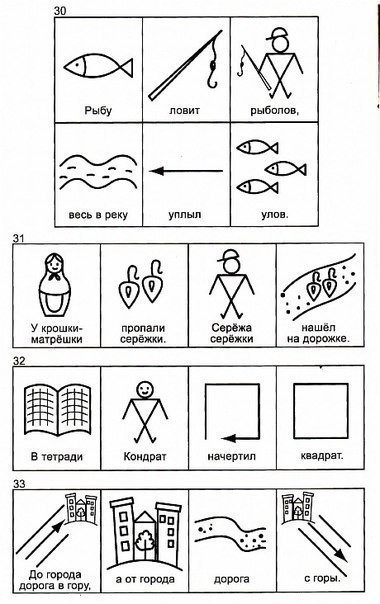 30
Рыбу ловит рыболов,
весь в реку уплыл улов.
31
У крошки- пропали Серёжа нашёл
матрёшки серёжки. серёжки на дорожке.
32
В тетради Кондрат начертил квадрат.
33
До города а от города дорога с горы.
дорога в гору,